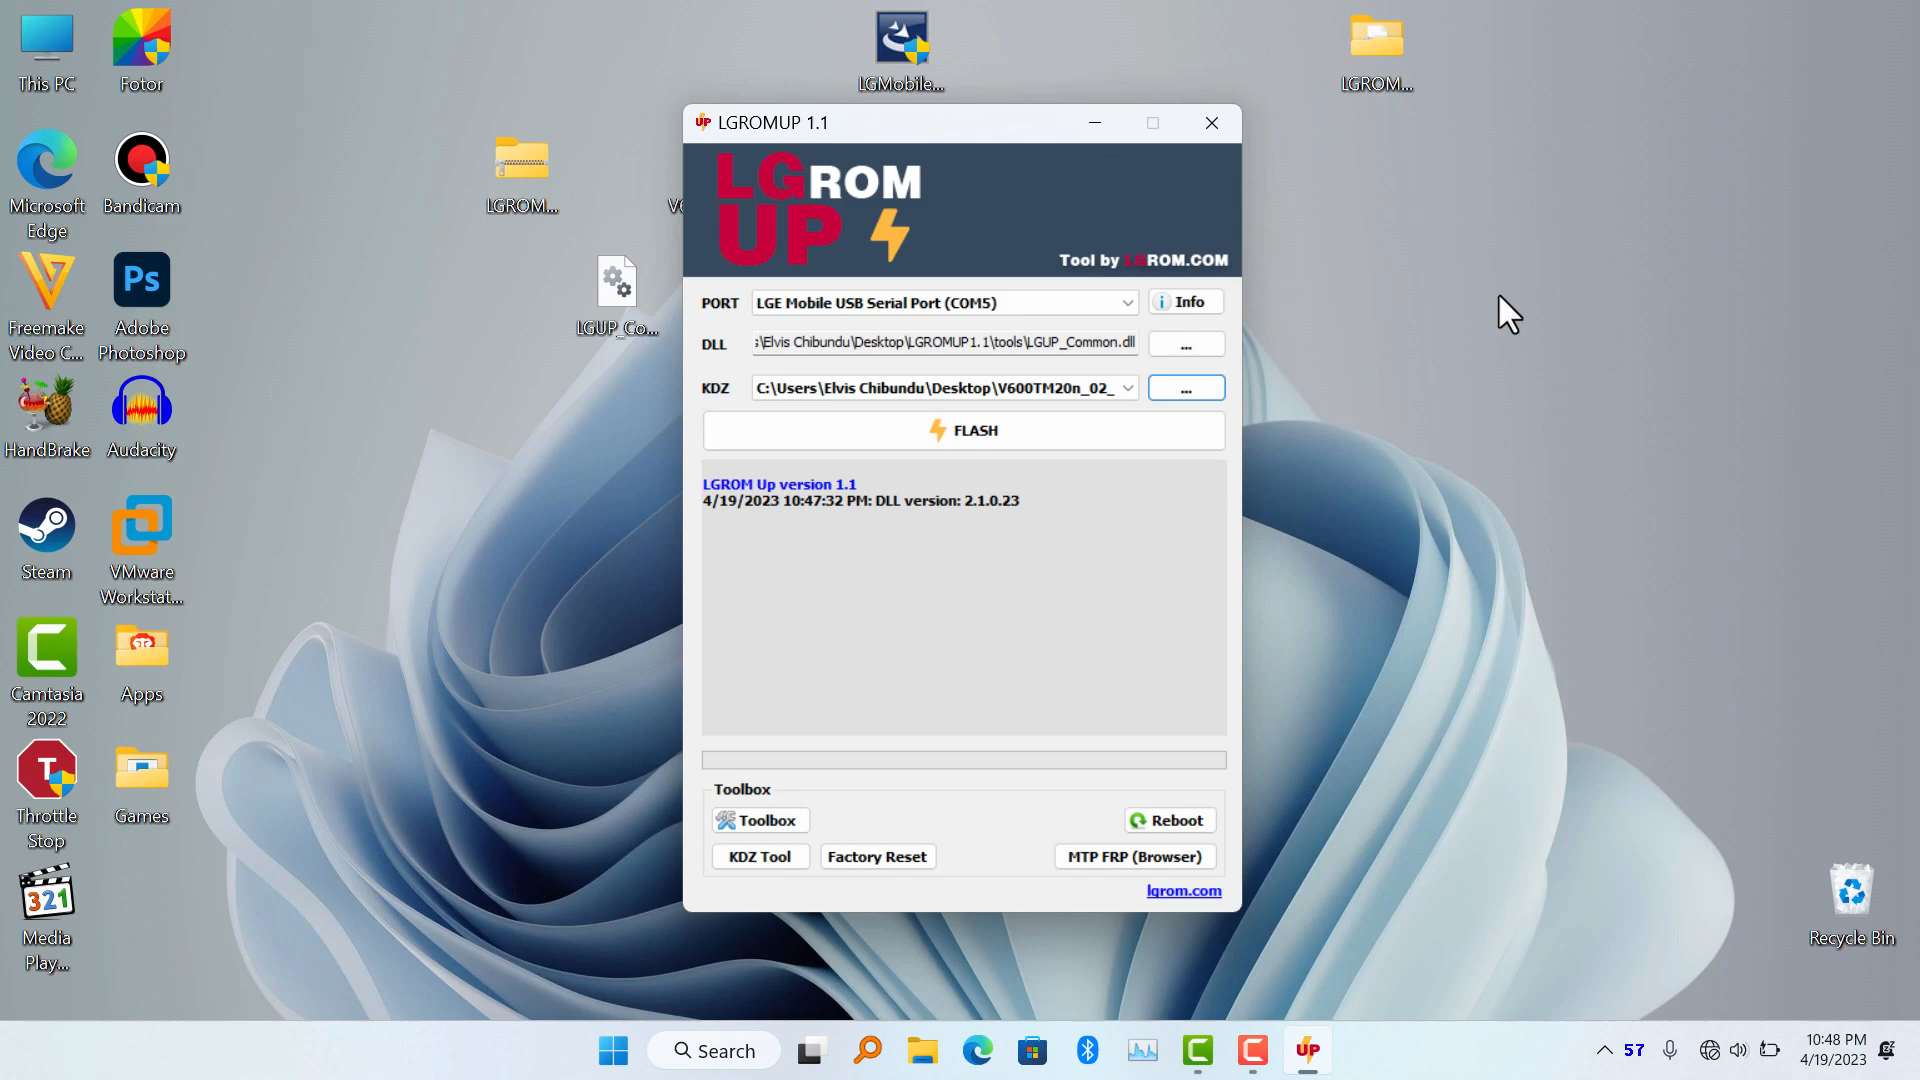 This PC
Fotor
LGMobile...
LGROM...
Microsoft
Edge
Bandicam
LGROM...
Freemake
Video C...
Ps
Adobe
Photoshop
LGUP_Co...
HandBrake
Audacity
Steam
VMware
Workstat...
Camtasia
2022
Apps
T
Throttle
Stop
Games
321
Media
Play...
Recycle Bin
UP LGROMUP 1.1
LGROM
UP
Tool by LGROM.COM
PORT LGE Mobile USB Serial Port (COM5) Info
DLL s\Elvis Chibundu\Desktop\LGROMUP1.1\tools\LGUP_Common.dll ...
KDZ C:\Users\Elvis Chibundu\Desktop\V600TM20n_02_ ...
FLASH
LGROM Up version 1.1
4/19/2023 10:47:32 PM: DLL version: 2.1.0.23
Toolbox
Toolbox Reboot
KDZ Tool Factory Reset MTP FRP (Browser)
lgrom.com
Search
UP
57
10:48 PM
4/19/2023